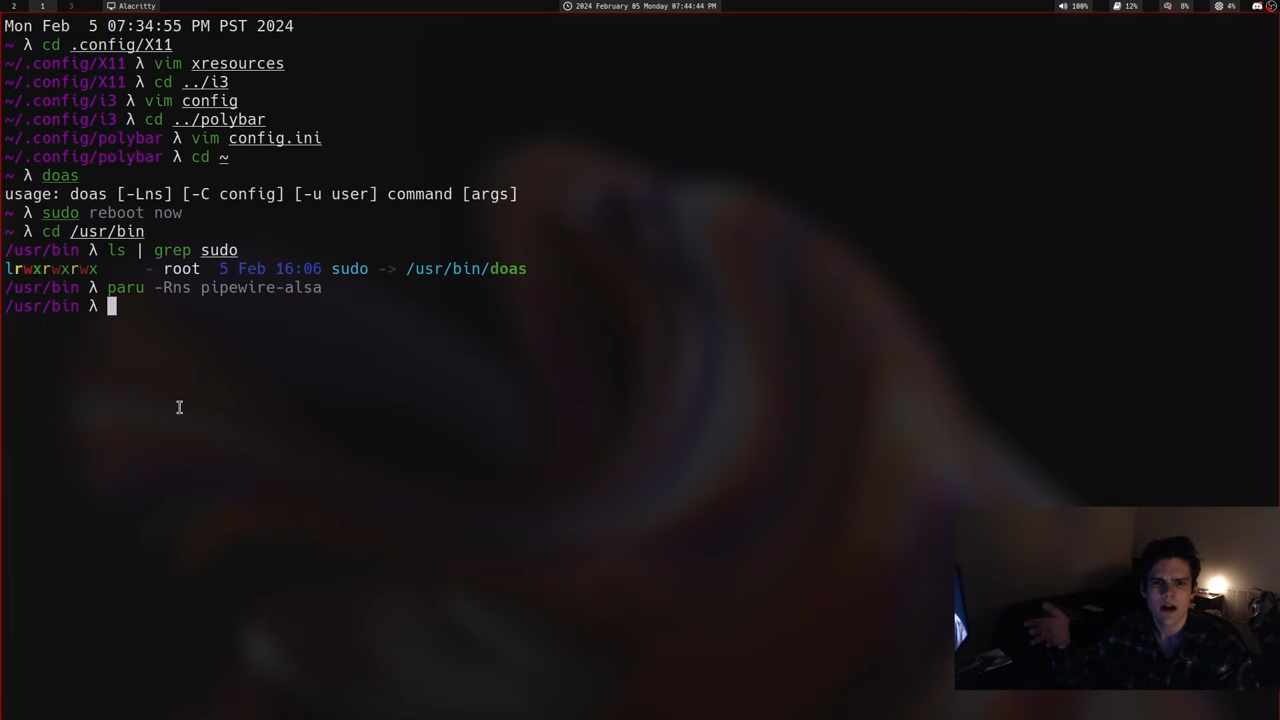 2 1 3 Alacritty 2024 February 05 Monday 07:44:44 PM 100% 12% 8% 4%
Mon Feb  5 07:34:55 PM PST 2024
~ λ cd .config/X11
~/.config/X11 λ vim xresources
~/.config/X11 λ cd ../i3
~/.config/i3 λ vim config
~/.config/i3 λ cd ../polybar
~/.config/polybar λ vim config.ini
~/.config/polybar λ cd ~
~ λ doas
usage: doas [-Lns] [-C config] [-u user] command [args]
~ λ sudo reboot now
~ λ cd /usr/bin
/usr/bin λ ls | grep sudo
lrwxrwxrwx     - root  5 Feb 16:06 sudo -> /usr/bin/doas
/usr/bin λ paru -Rns pipewire-alsa
/usr/bin λ